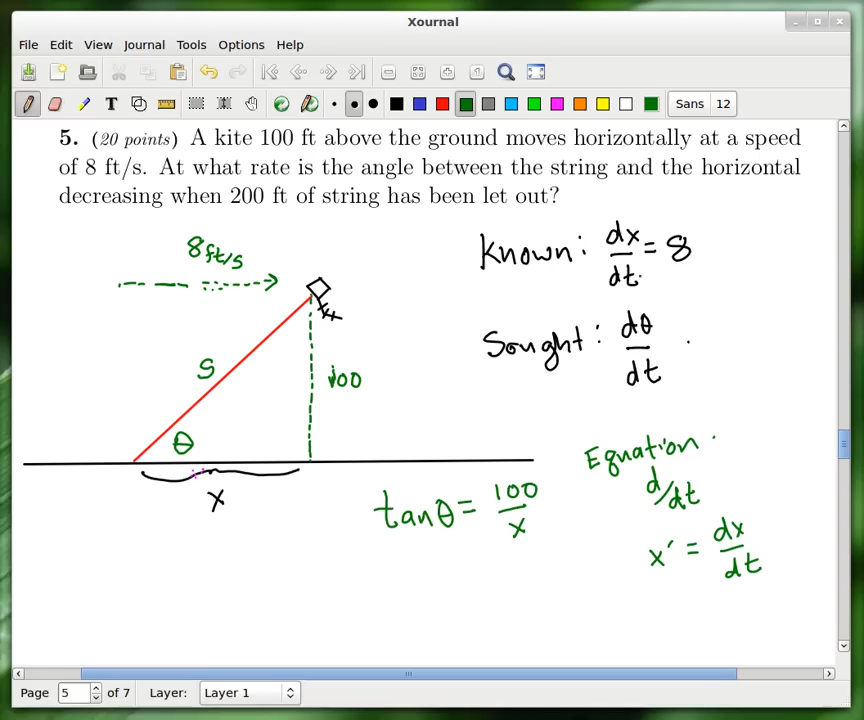 Xournal
File Edit View Journal Tools Options Help
Sans 12
5. (20 points) A kite 100 ft above the ground moves horizontally at a speed
of 8 ft/s. At what rate is the angle between the string and the horizontal
decreasing when 200 ft of string has been let out?
8 ft/s
Known: dx/dt = 8
Sought: dθ/dt
S
100
θ
x
tanθ = 100/x
Equation
d/dt
x' = dx/dt
Page 5 of 7 Layer: Layer 1